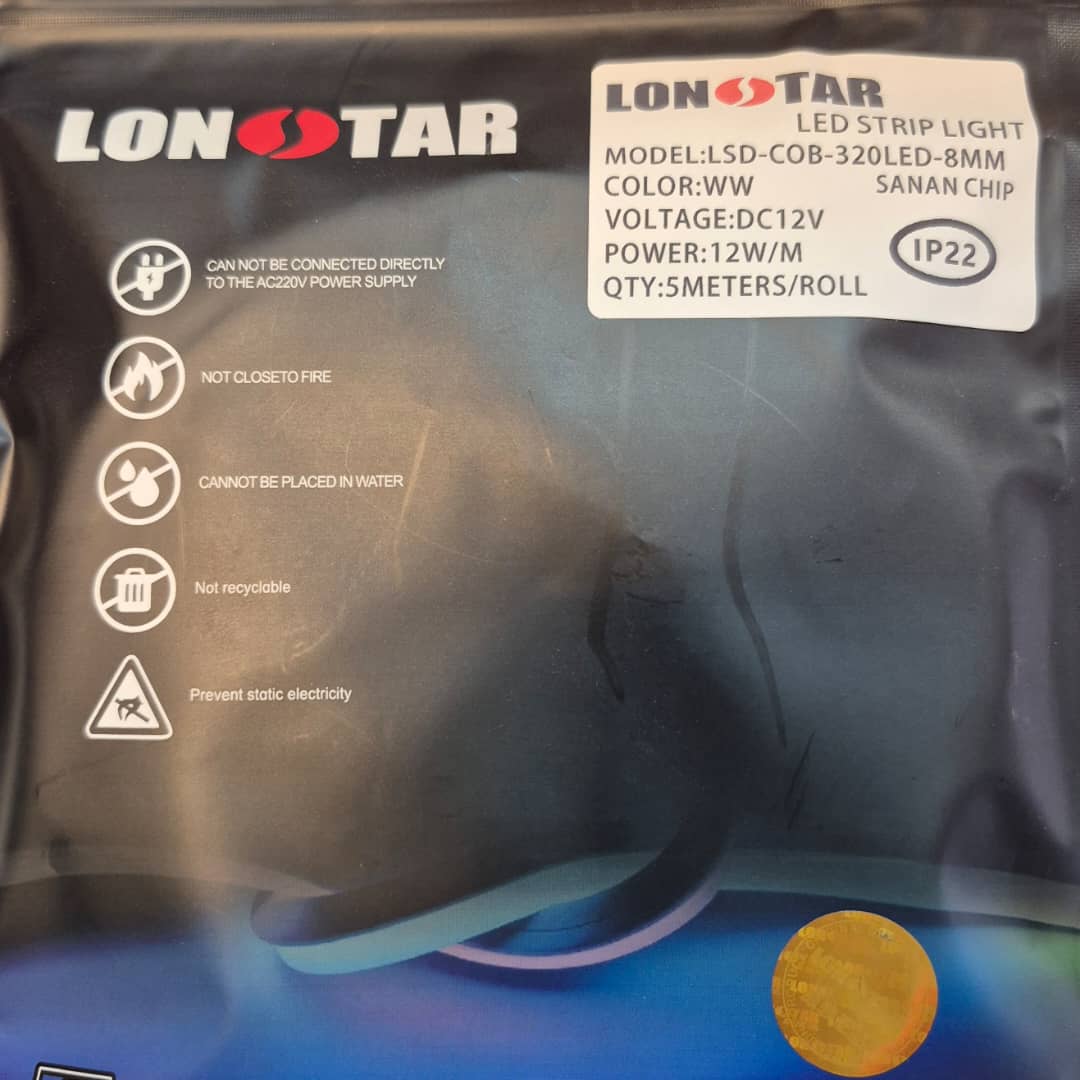 LONSTAR
LONSTAR
LED STRIP LIGHT
MODEL:LSD-COB-320LED-8MM
COLOR:WW SANAN CHIP
VOLTAGE:DC12V
POWER:12W/M
IP22
QTY:5METERS/ROLL
CAN NOT BE CONNECTED DIRECTLY
TO THE AC220V POWER SUPPLY
NOT CLOSETO FIRE
CANNOT BE PLACED IN WATER
Not recyclable
Prevent static electricity